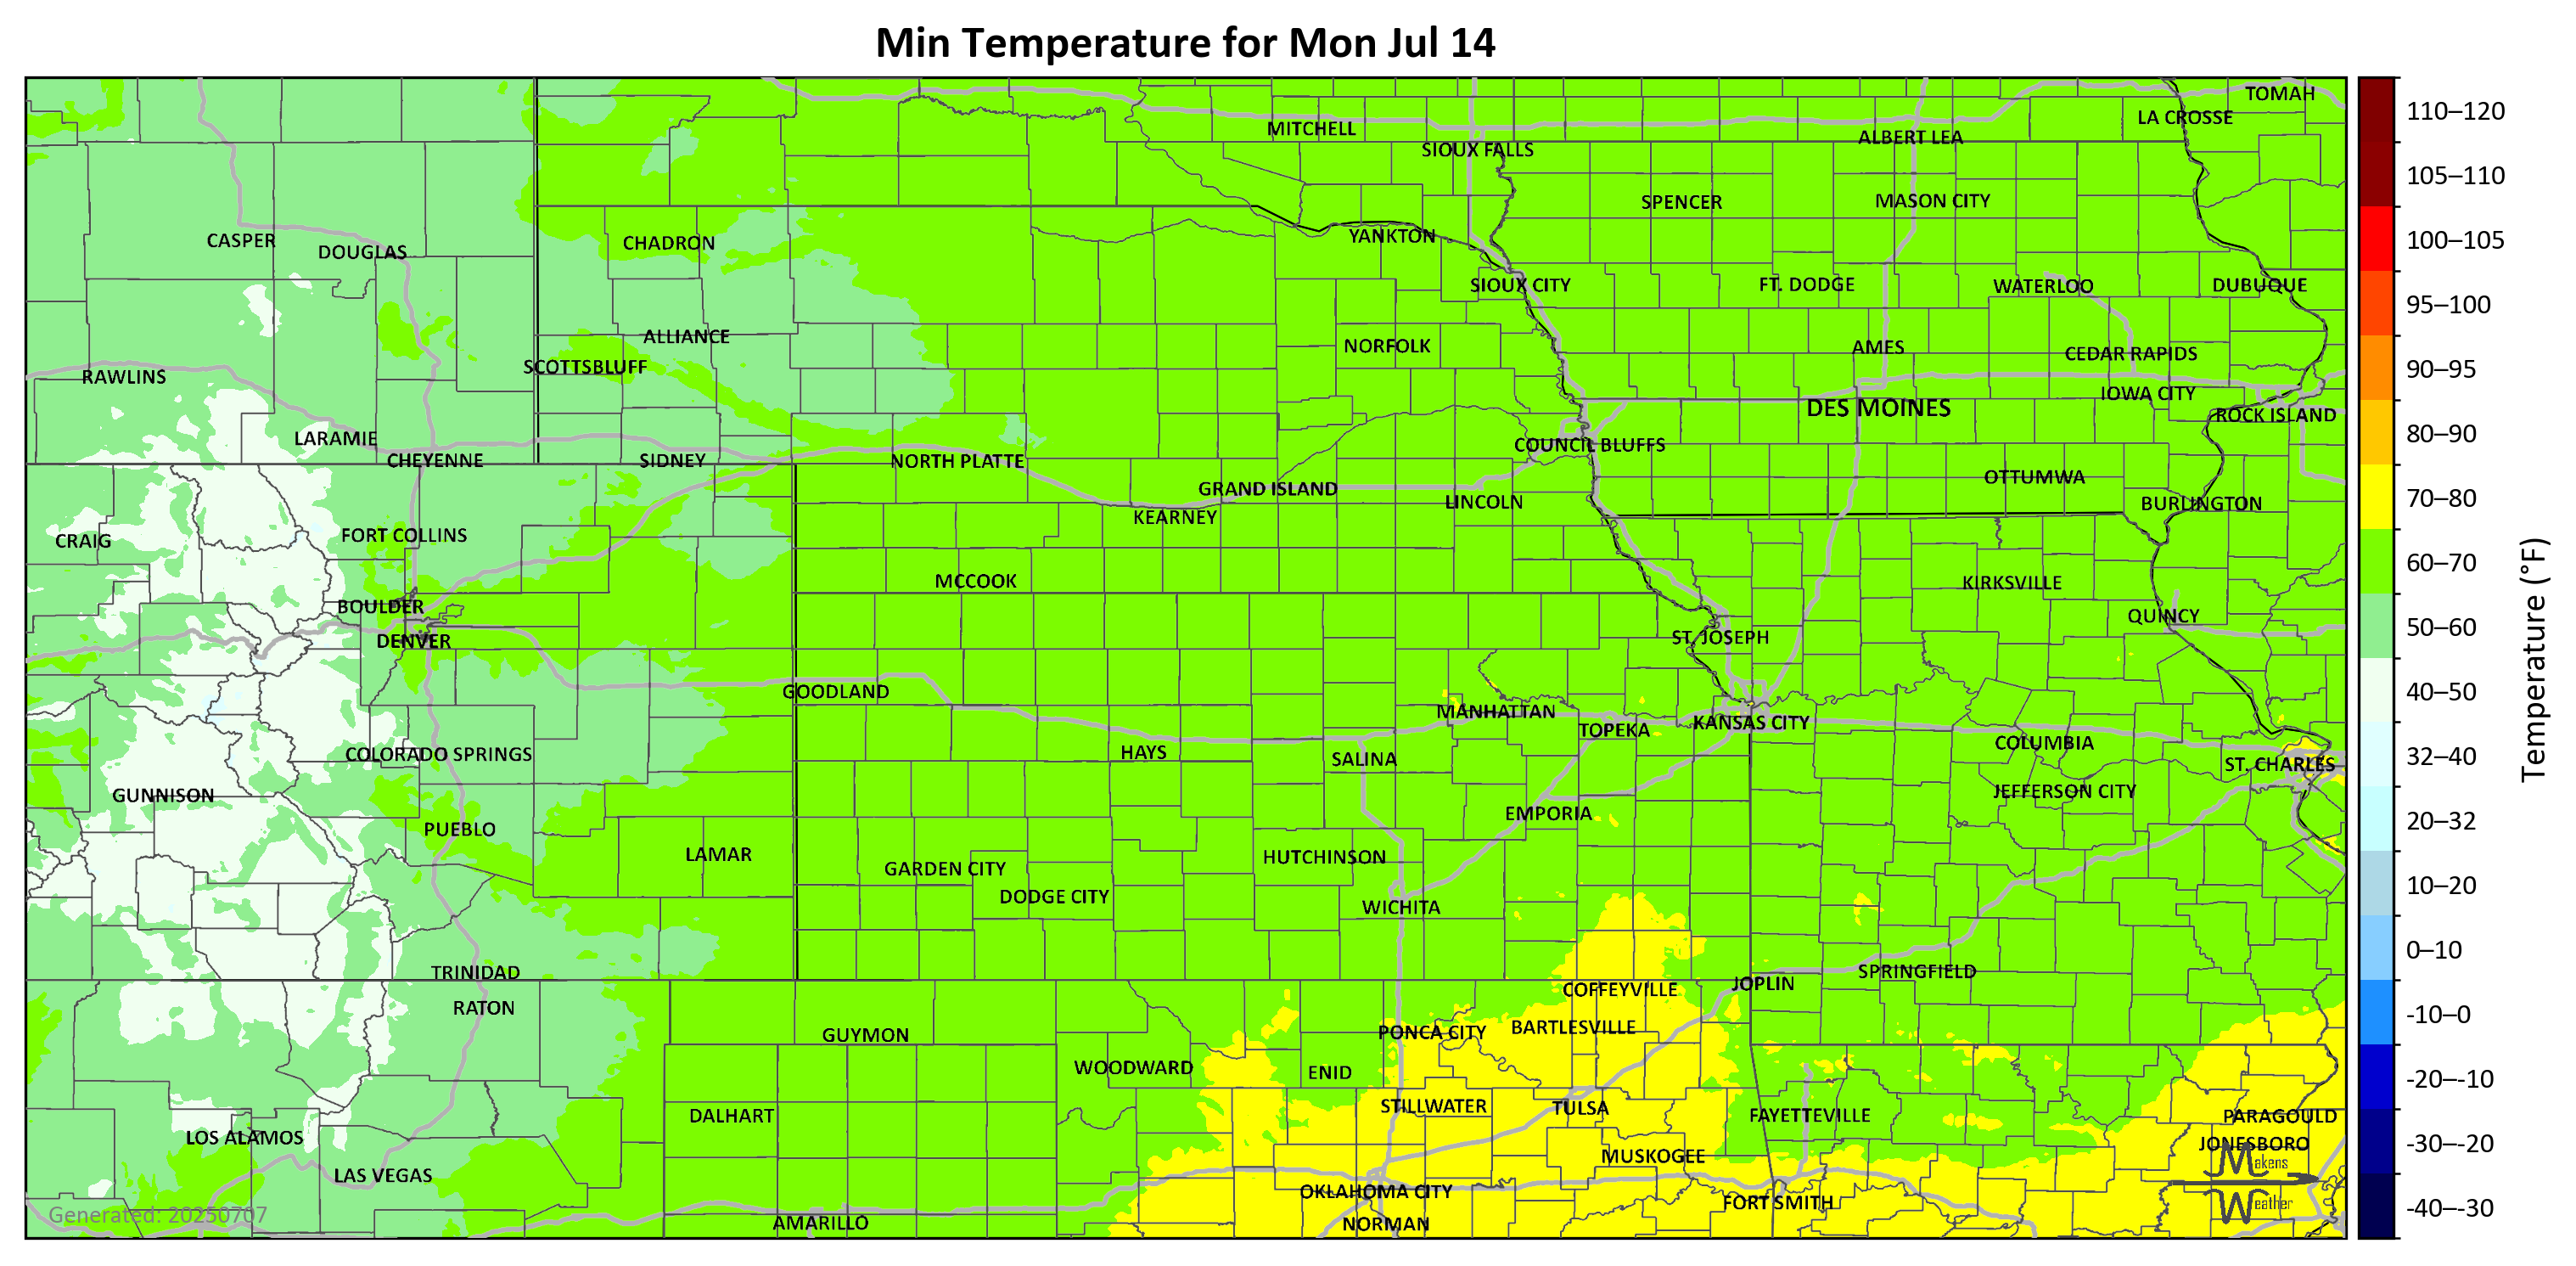 Min Temperature for Mon Jul 14
TOMAH
LA CROSSE
MITCHELL
ALBERT LEA
SIOUX FALLS
SPENCER
MASON CITY
CASPER
DOUGLAS
CHADRON
YANKTON
SIOUX CITY
FT. DODGE
WATERLOO
DUBUQUE
ALLIANCE
NORFOLK
AMES
CEDAR RAPIDS
SCOTTSBLUFF
RAWLINS
IOWA CITY
DES MOINES
ROCK ISLAND
LARAMIE
COUNCIL BLUFFS
CHEYENNE
SIDNEY
NORTH PLATTE
OTTUMWA
GRAND ISLAND
LINCOLN
BURLINGTON
KEARNEY
FORT COLLINS
CRAIG
MCCOOK
KIRKSVILLE
BOULDER
QUINCY
DENVER
ST. JOSEPH
GOODLAND
MANHATTAN
KANSAS CITY
TOPEKA
COLUMBIA
COLORADO SPRINGS
HAYS
SALINA
ST. CHARLES
GUNNISON
JEFFERSON CITY
EMPORIA
PUEBLO
LAMAR
HUTCHINSON
GARDEN CITY
DODGE CITY
WICHITA
TRINIDAD
SPRINGFIELD
JOPLIN
COFFEYVILLE
RATON
BARTLESVILLE
PONCA CITY
GUYMON
WOODWARD
ENID
STILLWATER
TULSA
DALHART
FAYETTEVILLE
PARAGOULD
LOS ALAMOS
JONESBORO
MUSKOGEE
LAS VEGAS
OKLAHOMA CITY
FORT SMITH
AMARILLO
NORMAN
Makens
Weather
Generated: 20250707
110–120
105–110
100–105
95–100
90–95
80–90
70–80
60–70
50–60
40–50
32–40
20–32
10–20
0–10
-10–0
-20–-10
-30–-20
-40–-30
Temperature (°F)